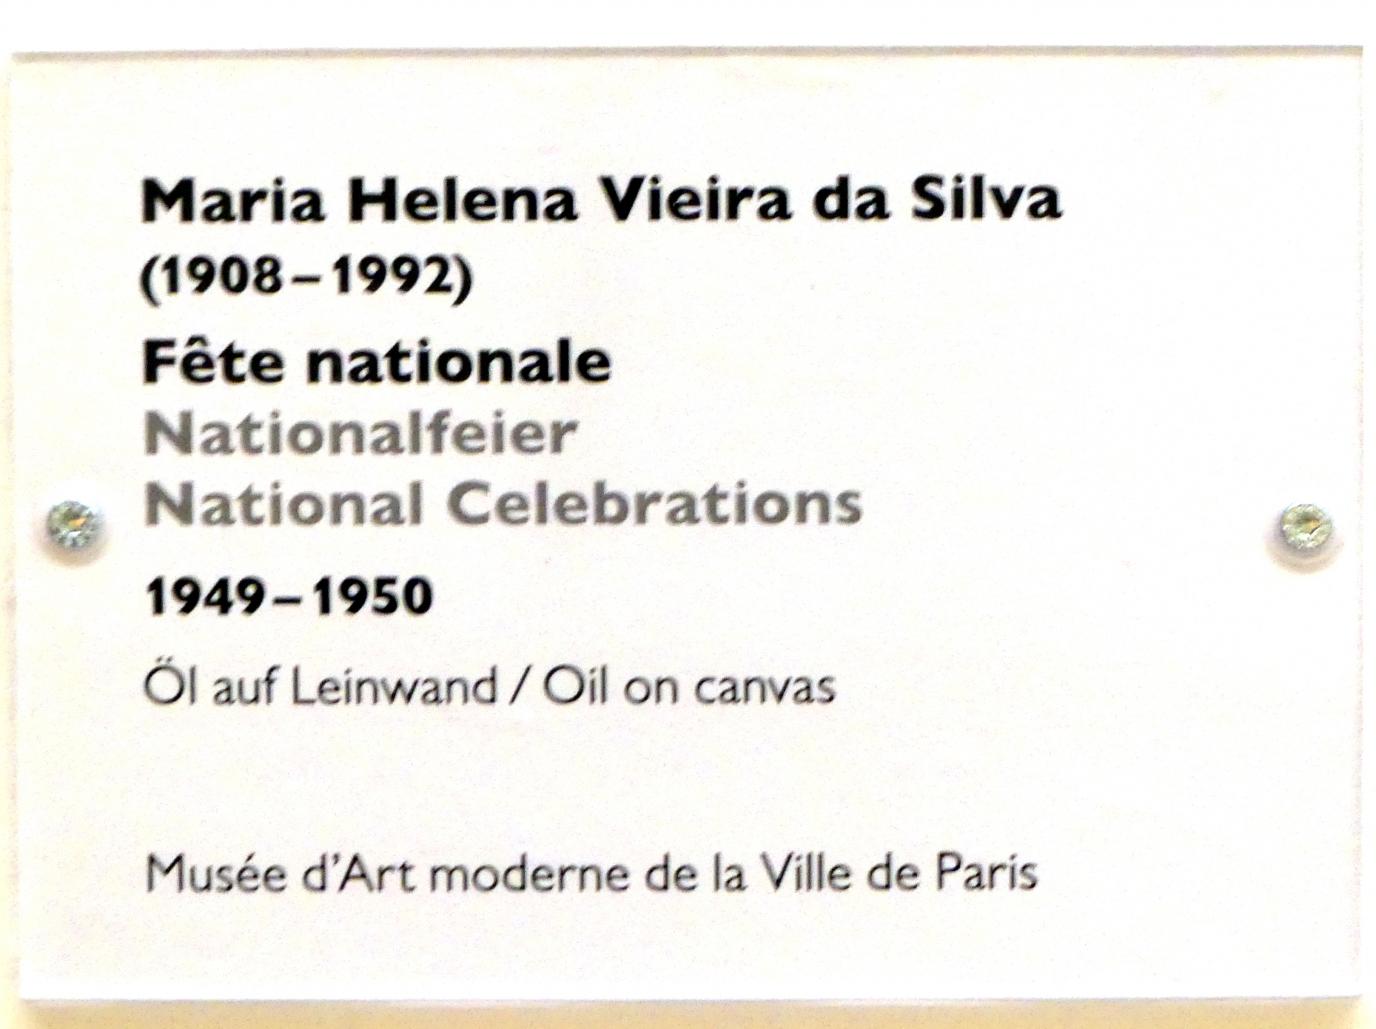 Maria Helena Vieira da Silva
(1908–1992)
Fête nationale
Nationalfeier
National Celebrations
1949–1950
Öl auf Leinwand / Oil on canvas
Musée d'Art moderne de la Ville de Paris